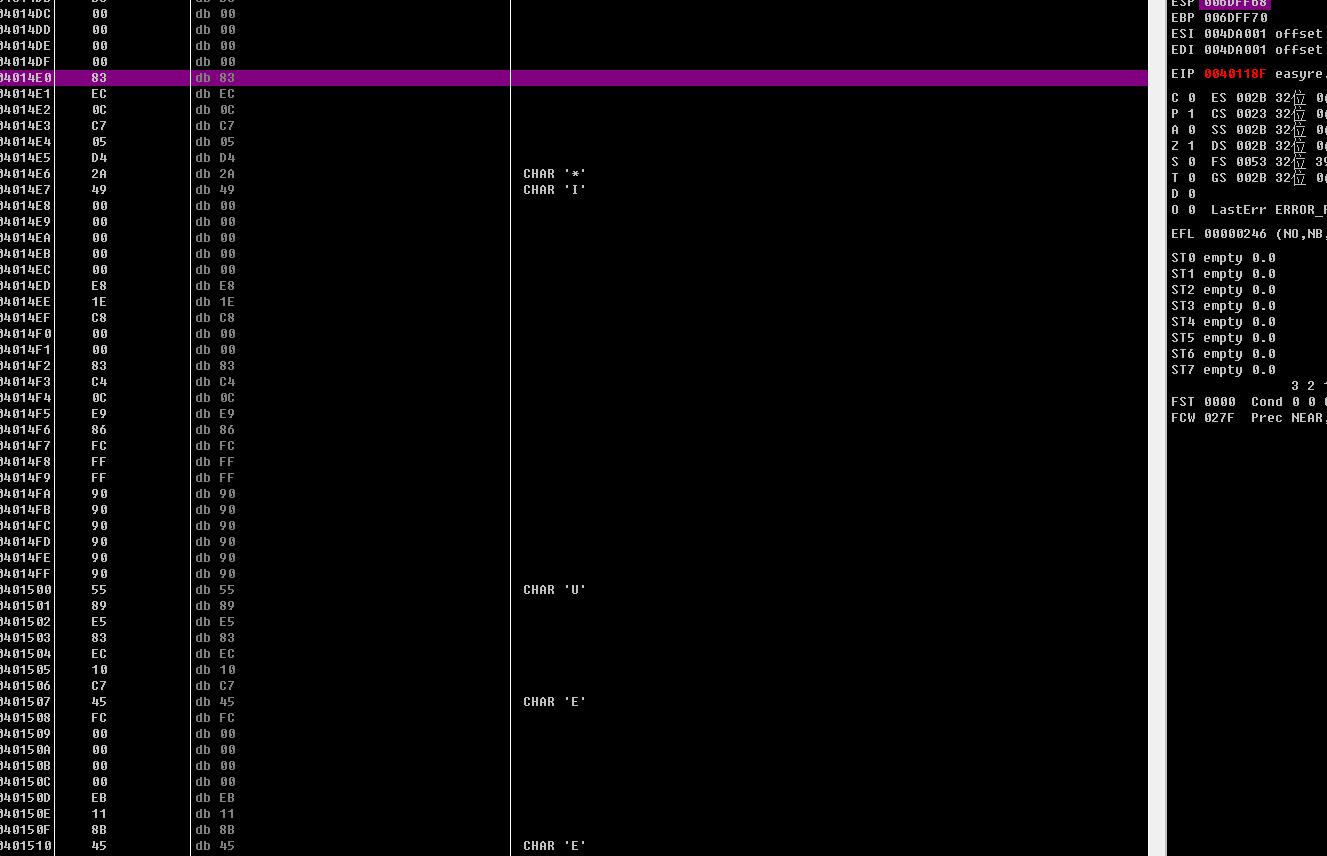 04014DC 00 db 00
04014DD 00 db 00
04014DE 00 db 00
04014DF 00 db 00
04014E0 83 db 83
04014E1 EC db EC
04014E2 0C db 0C
04014E3 C7 db C7
04014E4 05 db 05
04014E5 D4 db D4
04014E6 2A db 2A CHAR '*'
04014E7 49 db 49 CHAR 'I'
04014E8 00 db 00
04014E9 00 db 00
04014EA 00 db 00
04014EB 00 db 00
04014EC 00 db 00
04014ED E8 db E8
04014EE 1E db 1E
04014EF C8 db C8
04014F0 00 db 00
04014F1 00 db 00
04014F2 83 db 83
04014F3 C4 db C4
04014F4 0C db 0C
04014F5 E9 db E9
04014F6 86 db 86
04014F7 FC db FC
04014F8 FF db FF
04014F9 FF db FF
04014FA 90 db 90
04014FB 90 db 90
04014FC 90 db 90
04014FD 90 db 90
04014FE 90 db 90
04014FF 90 db 90
0401500 55 db 55 CHAR 'U'
0401501 89 db 89
0401502 E5 db E5
0401503 83 db 83
0401504 EC db EC
0401505 10 db 10
0401506 C7 db C7
0401507 45 db 45 CHAR 'E'
0401508 FC db FC
0401509 00 db 00
040150A 00 db 00
040150B 00 db 00
040150C 00 db 00
040150D EB db EB
040150E 11 db 11
040150F 8B db 8B
0401510 45 db 45 CHAR 'E'
ESP 006DFF68
EBP 006DFF70
ESI 004DA001 offset
EDI 004DA001 offset
EIP 0040118F easyre.
C 0 ES 002B 32位 0
P 1 CS 0023 32位 0
A 0 SS 002B 32位 0
Z 1 DS 002B 32位 0
S 0 FS 0053 32位 39
T 0 GS 002B 32位 0
D 0
O 0 LastErr ERROR_
EFL 00000246 (NO,NB,
ST0 empty 0.0
ST1 empty 0.0
ST2 empty 0.0
ST3 empty 0.0
ST4 empty 0.0
ST5 empty 0.0
ST6 empty 0.0
ST7 empty 0.0
3 2 1
FST 0000 Cond 0 0 0
FCW 027F Prec NEAR,